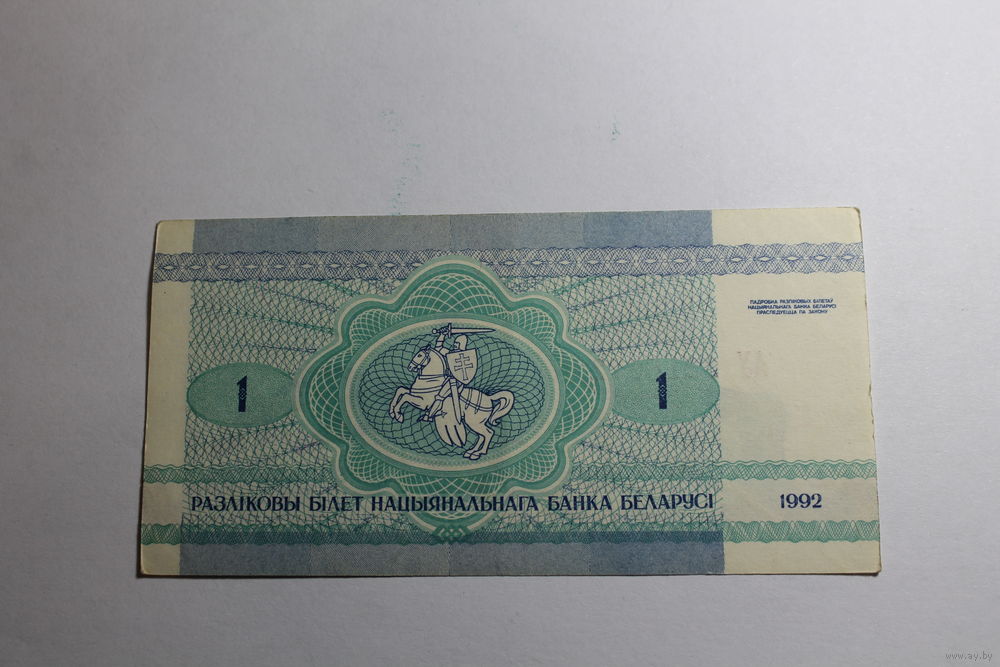 ПАДРОБКА РАЗЛІКОВЫХ БІЛЕТАЎ
НАЦЫЯНАЛЬНАГА БАНКА БЕЛАРУСІ
ПРАСЛЕДУЕЦЦА ПА ЗАКОНУ
1 1
РАЗЛІКОВЫ БІЛЕТ НАЦЫЯНАЛЬНАГА БАНКА БЕЛАРУСІ 1992
www.ay.by